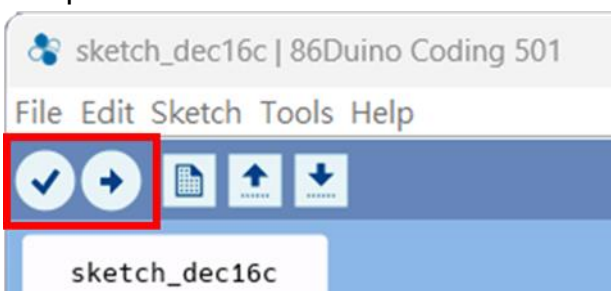 sketch_dec16c | 86Duino Coding 501
File Edit Sketch Tools Help
sketch_dec16c